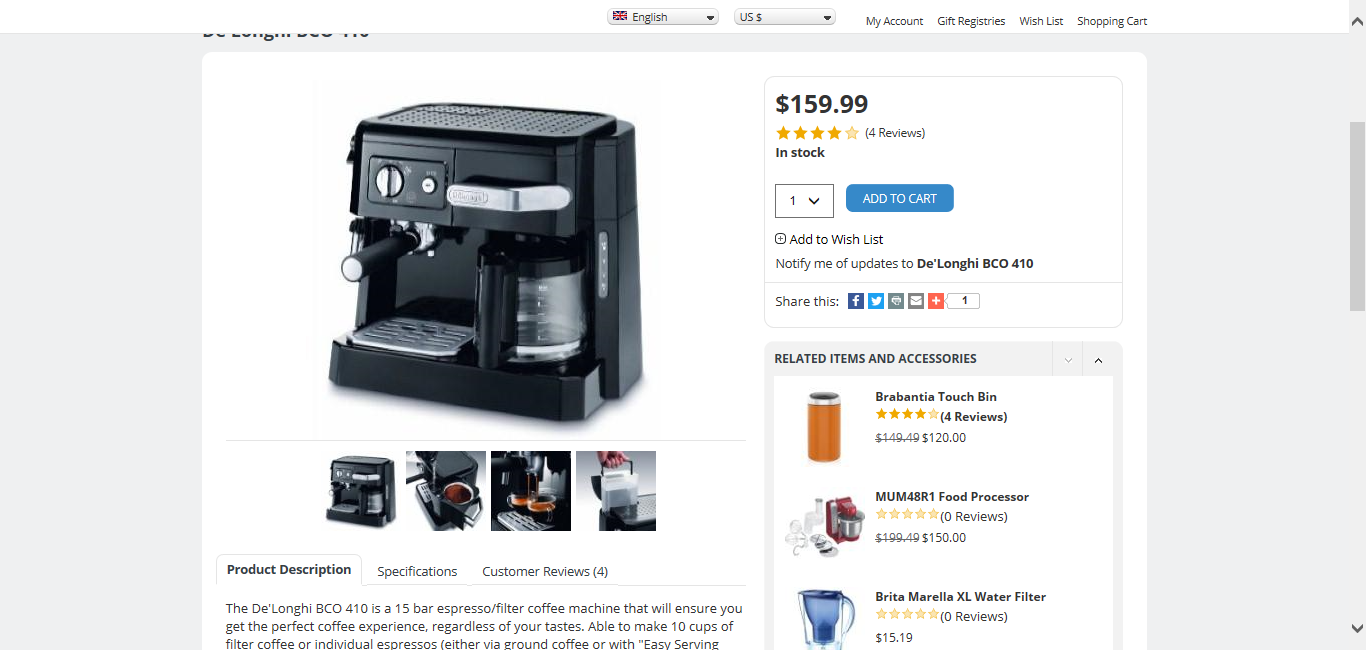 English
US $
My Account
Gift Registries
Wish List
Shopping Cart
De'Longhi BCO 410
$159.99
(4 Reviews)
In stock
1
ADD TO CART
Add to Wish List
Notify me of updates to De'Longhi BCO 410
Share this:
1
DeLonghi
RELATED ITEMS AND ACCESSORIES
Brabantia Touch Bin
(4 Reviews)
$149.49 $120.00
MUM48R1 Food Processor
(0 Reviews)
$199.49 $150.00
Brita Marella XL Water Filter
(0 Reviews)
$15.19
Product Description
Specifications
Customer Reviews (4)
The De'Longhi BCO 410 is a 15 bar espresso/filter coffee machine that will ensure you
get the perfect coffee experience, regardless of your tastes. Able to make 10 cups of
filter coffee or individual espressos (either via ground coffee or with "Easy Serving